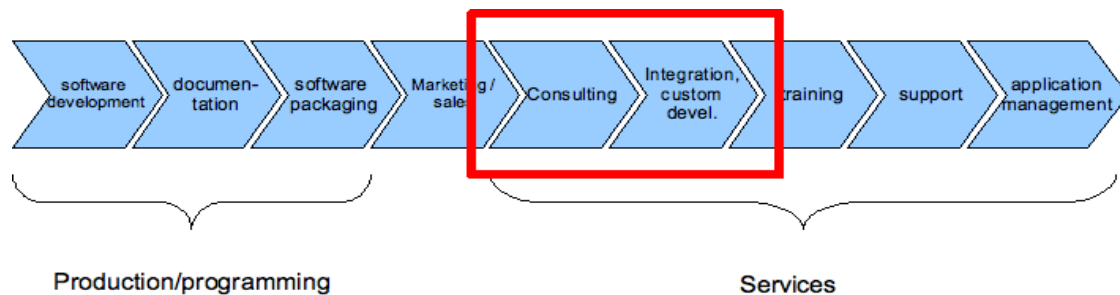 software
development
documen-
tation
software
packaging
Marketing /
sales
Consulting
Integration,
custom
devel.
training
support
application
management
Production/programming
Services